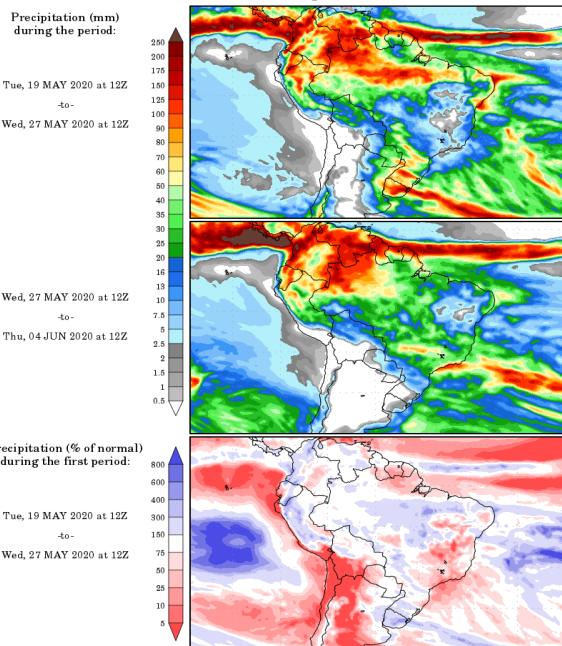 Precipitation (mm)
during the period:
Tue, 19 MAY 2020 at 12Z
-to-
Wed, 27 MAY 2020 at 12Z
250
200
175
150
125
100
90
80
70
60
50
40
35
30
25
20
16
13
10
7.5
5
2.5
2
1.5
1
0.5
Wed, 27 MAY 2020 at 12Z
-to-
Thu, 04 JUN 2020 at 12Z
recipitation (% of normal)
during the first period:
Tue, 19 MAY 2020 at 12Z
-to-
Wed, 27 MAY 2020 at 12Z
800
600
400
300
150
75
50
25
10
5